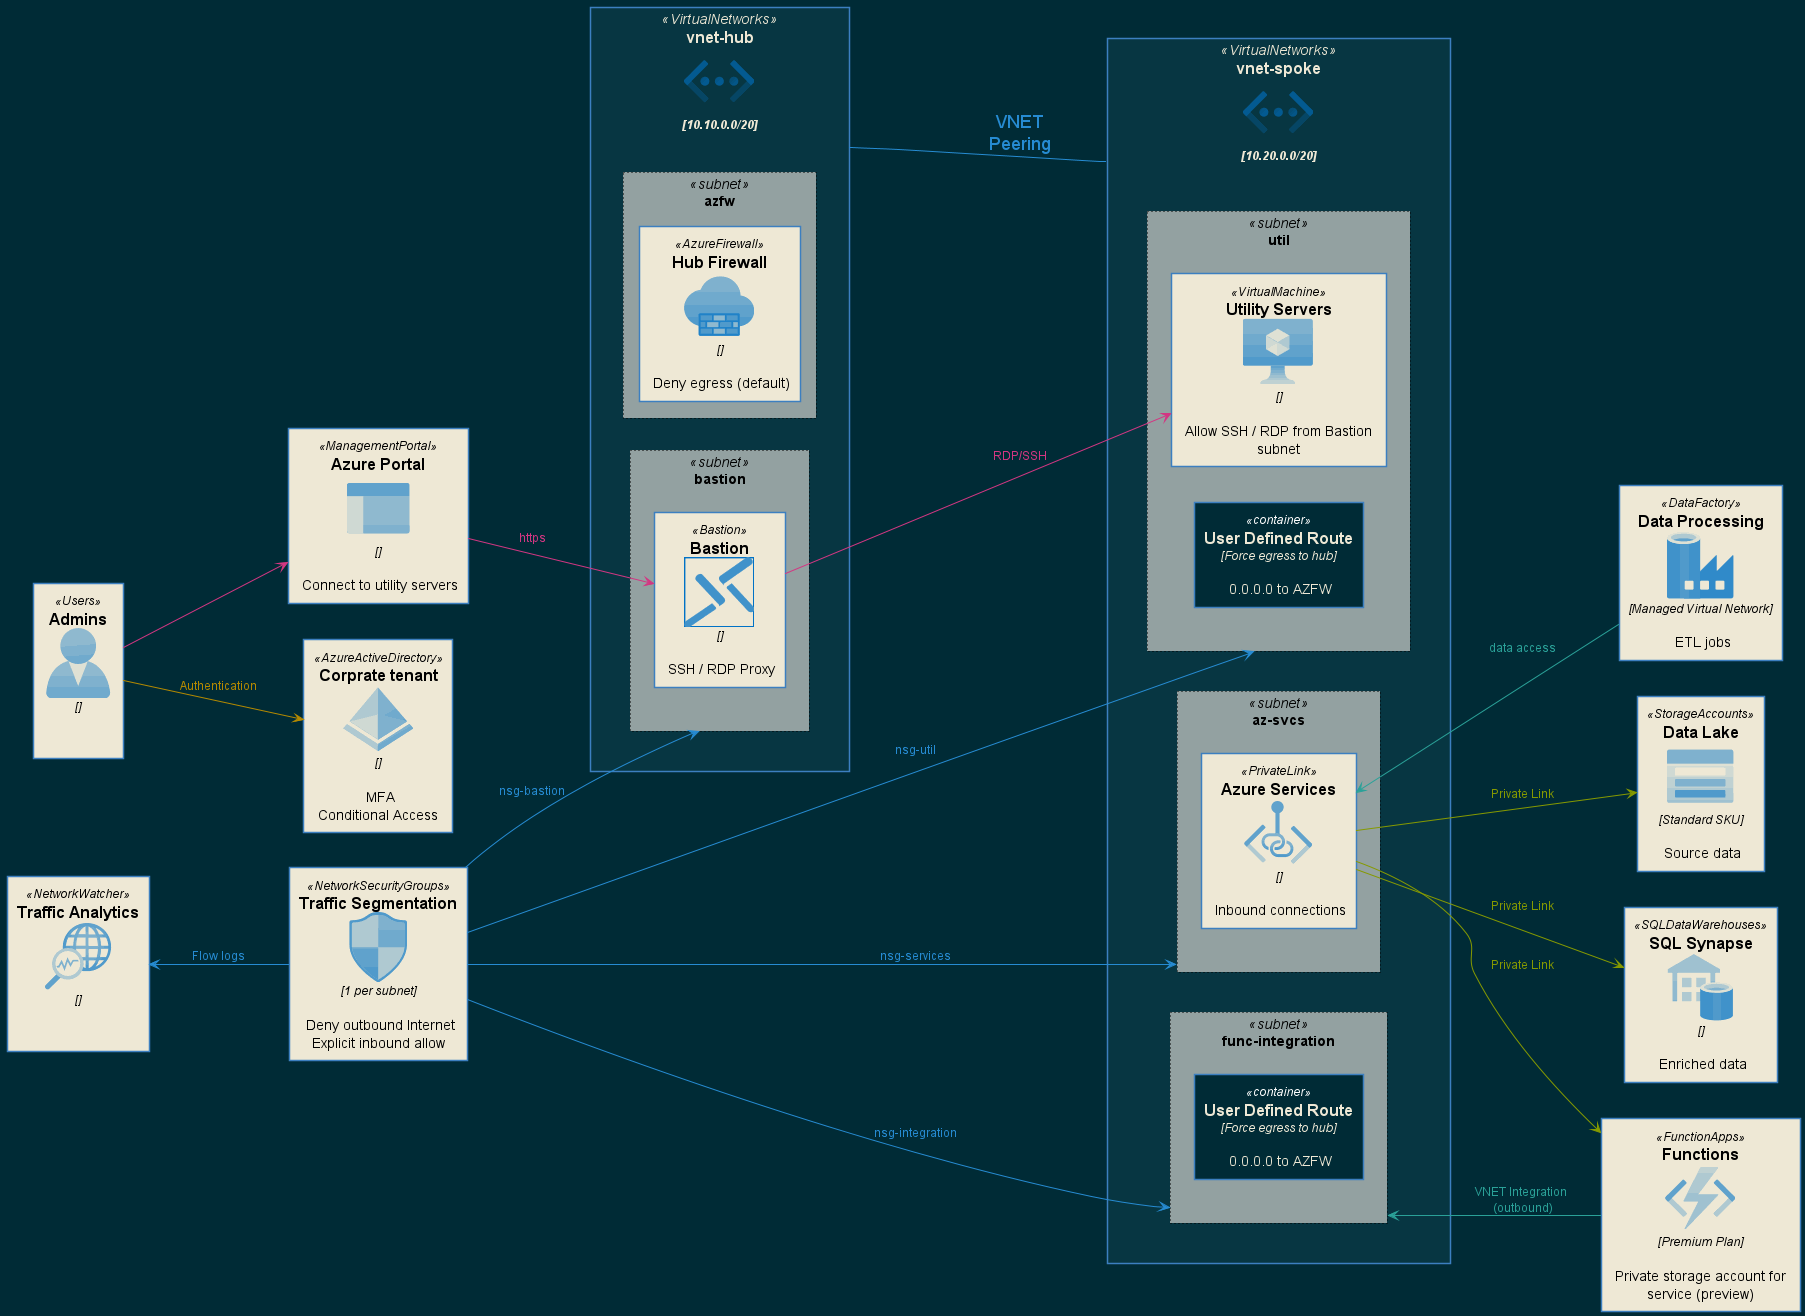 «VirtualNetworks»
vnet-hub
[10.10.0.0/20]
«subnet»
azfw
«AzureFirewall»
Hub Firewall
[]
Deny egress (default)
«subnet»
bastion
«Bastion»
Bastion
[]
SSH / RDP Proxy
VNET
Peering
«VirtualNetworks»
vnet-spoke
[10.20.0.0/20]
«subnet»
util
«VirtualMachine»
Utility Servers
[]
Allow SSH / RDP from Bastion
subnet
«container»
User Defined Route
[Force egress to hub]
0.0.0.0 to AZFW
«subnet»
az-svcs
«PrivateLink»
Azure Services
[]
Inbound connections
«subnet»
func-integration
«container»
User Defined Route
[Force egress to hub]
0.0.0.0 to AZFW
«ManagementPortal»
Azure Portal
[]
Connect to utility servers
https
RDP/SSH
«Users»
Admins
[]
Authentication
«AzureActiveDirectory»
Corprate tenant
[]
MFA
Conditional Access
«NetworkWatcher»
Traffic Analytics
[]
Flow logs
«NetworkSecurityGroups»
Traffic Segmentation
[1 per subnet]
Deny outbound Internet
Explicit inbound allow
nsg-bastion
nsg-util
nsg-services
nsg-integration
«DataFactory»
Data Processing
[Managed Virtual Network]
ETL jobs
data access
«StorageAccounts»
Data Lake
[Standard SKU]
Source data
Private Link
«SQLDataWarehouses»
SQL Synapse
[]
Enriched data
Private Link
Private Link
«FunctionApps»
Functions
[Premium Plan]
Private storage account for
service (preview)
VNET Integration
(outbound)